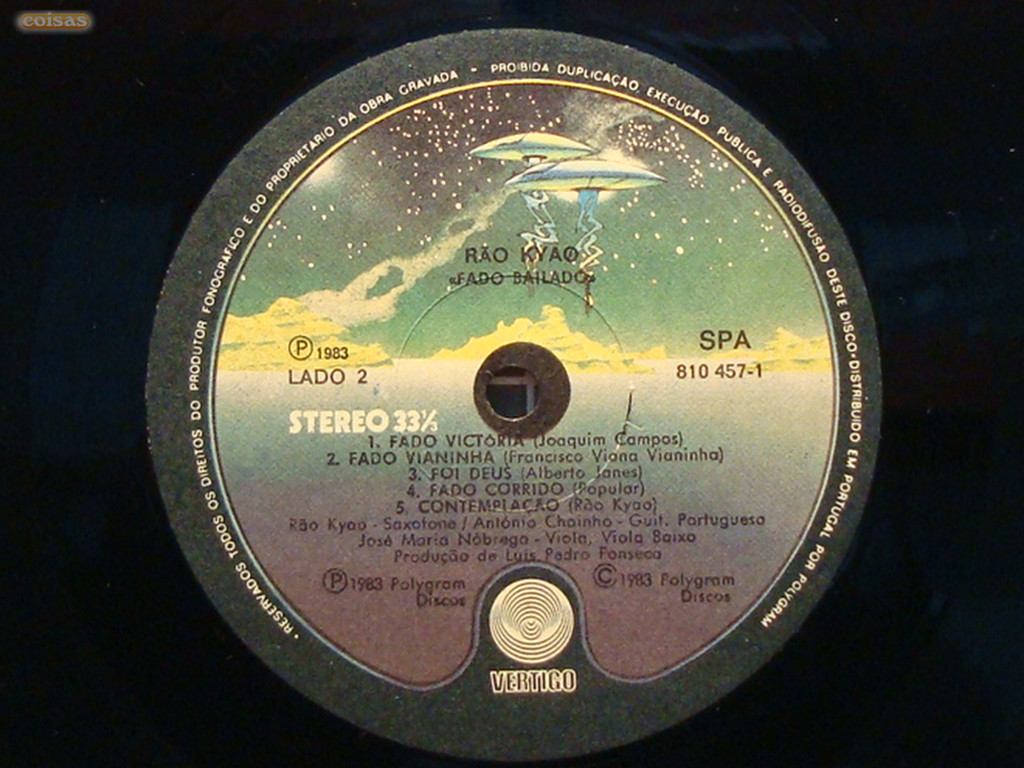 coisas
• RESERVADOS TODOS OS DIREITOS DO PRODUTOR FONOGRÁFICO E DO PROPRIETÁRIO DA OBRA GRAVADA - PROIBIDA DUPLICAÇÃO, EXECUÇÃO PÚBLICA E RADIODIFUSÃO DESTE DISCO • DISTRIBUÍDO EM PORTUGAL POR POLYGRAM
RÃO KYAO
«FADO BAILADO»
Ⓟ 1983
LADO 2
SPA
810 457-1
STEREO 33⅓
1. FADO VICTÓRIA (Joaquim Campos)
2. FADO VIANINHA (Francisco Viana Vianinha)
3. FOI DEUS (Alberto Janes)
4. FADO CORRIDO (Popular)
5. CONTEMPLAÇÃO (Rão Kyao)
Rão Kyao - Saxofone / António Chainho - Guit. Portuguesa
José Maria Nóbrega - Viola, Viola Baixo
Produção de Luis Pedro Fonseca
Ⓟ 1983 Polygram Discos
© 1983 Polygram Discos
VERTIGO